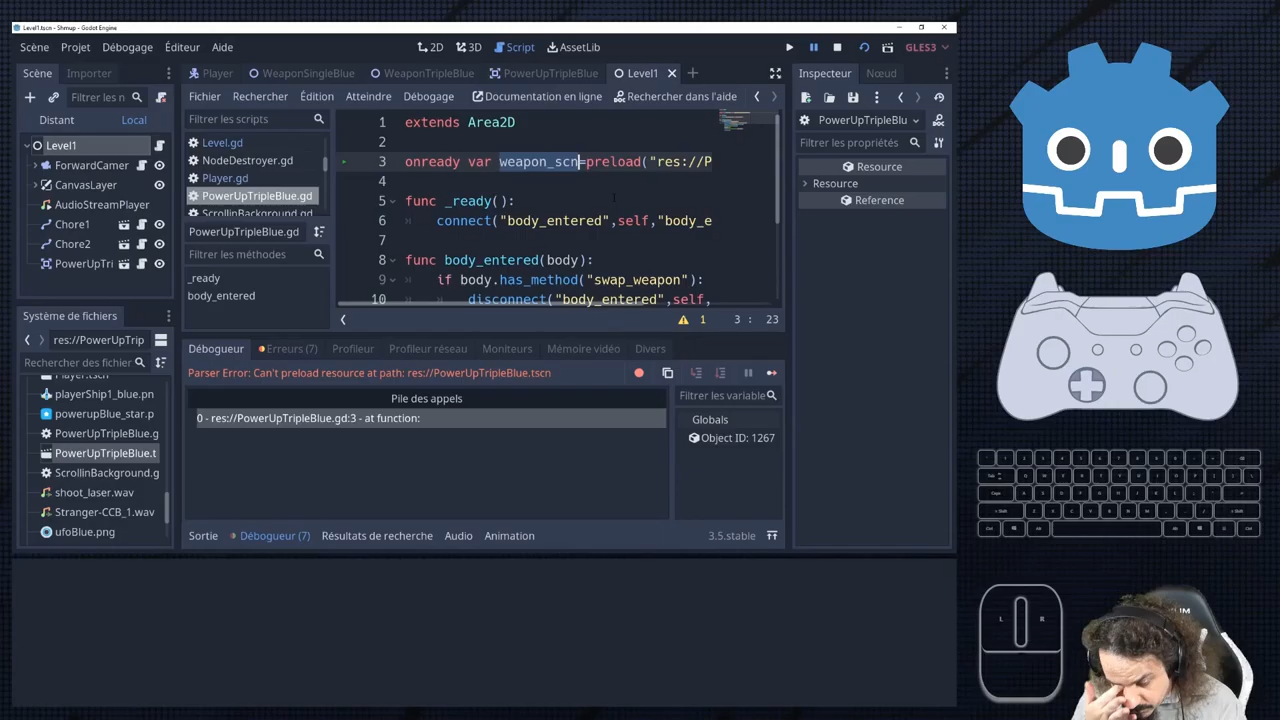 Level1.tscn - Shmup - Godot Engine
Scène Projet Débogage Éditeur Aide
2D 3D Script AssetLib
GLES3
Scène Importer
Player WeaponSingleBlue WeaponTripleBlue PowerUpTripleBlue Level1
Inspecteur Nœud
Filtrer les n
Fichier Rechercher Édition Atteindre Débogage Documentation en ligne Rechercher dans l'aide
Distant Local
Filtrer les scripts
PowerUpTripleBlu
Filtrer les propriétés
Level1
ForwardCamer
CanvasLayer
AudioStreamPlayer
Chore1
Chore2
PowerUpTri
Level.gd
NodeDestroyer.gd
Player.gd
PowerUpTripleBlue.gd
ScrollinBackground.gd
PowerUpTripleBlue.gd
Filtrer les méthodes
_ready
body_entered
1 extends Area2D
2
3 onready var weapon_scn=preload("res://P
4
5 func _ready():
6 connect("body_entered",self,"body_e
7
8 func body_entered(body):
9 if body.has_method("swap_weapon"):
10 disconnect("body_entered",self,
1 3 : 23
Resource
Resource
Reference
Système de fichiers
res://PowerUpTrip
Rechercher des fichier
Player.tscn
playerShip1_blue.pn
powerupBlue_star.p
PowerUpTripleBlue.g
PowerUpTripleBlue.t
ScrollinBackground.g
shoot_laser.wav
Stranger-CCB_1.wav
ufoBlue.png
Débogueur Erreurs (7) Profileur Profileur réseau Moniteurs Mémoire vidéo Divers
Parser Error: Can't preload resource at path: res://PowerUpTripleBlue.tscn
Pile des appels
0 - res://PowerUpTripleBlue.gd:3 - at function:
Filtrer les variable
Globals
Object ID: 1267
Sortie Débogueur (7) Résultats de recherche Audio Animation 3.5.stable
L R